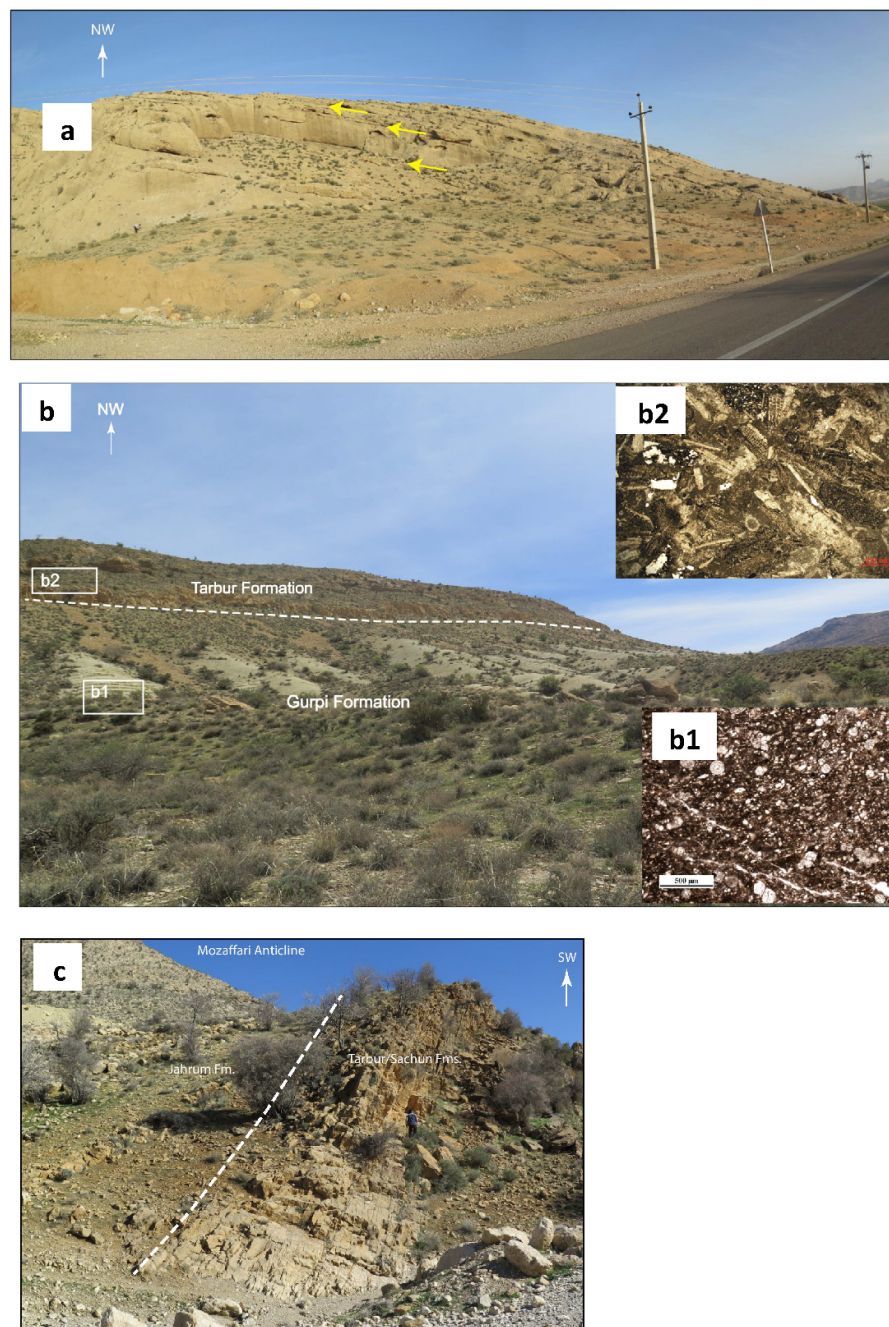 NW
a
b
NW
b2
b2
Tarbur Formation
b1
Gurpi Formation
b1
500 µm
Mozaffari Anticline
c
SW
Jahrum Fm.
Tarbur/Sachun Fms.